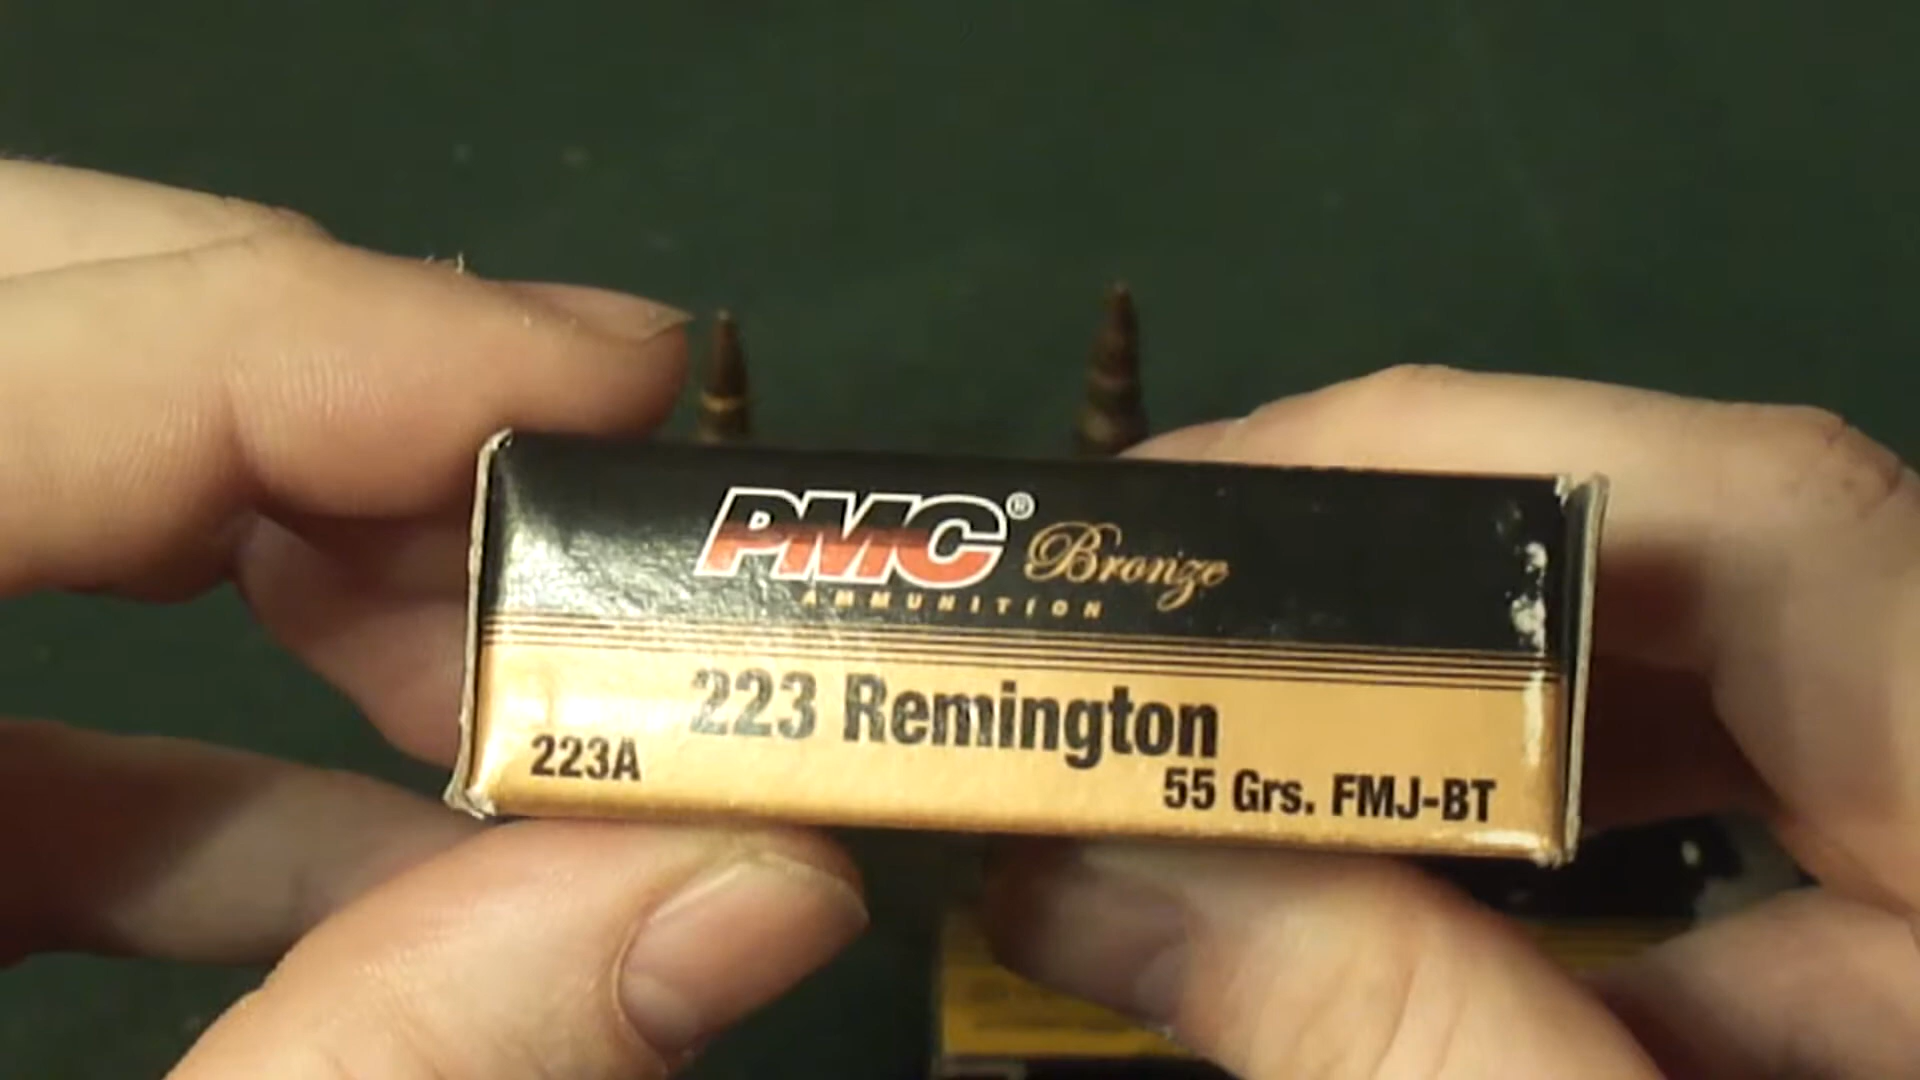 PMC® Bronze
AMMUNITION
223 Remington
223A
55 Grs. FMJ-BT